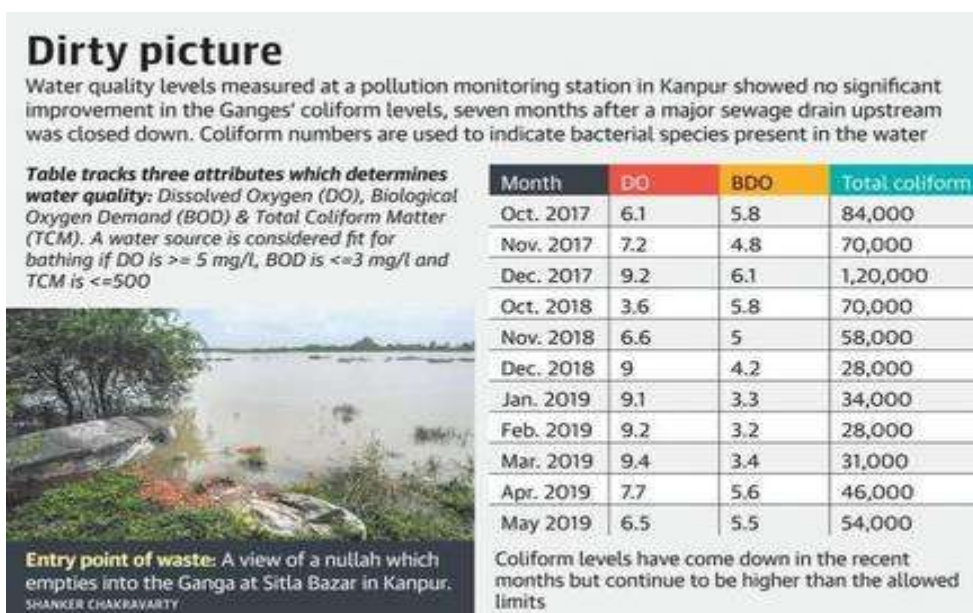 Dirty picture
Water quality levels measured at a pollution monitoring station in Kanpur showed no significant
improvement in the Ganges' coliform levels, seven months after a major sewage drain upstream
was closed down. Coliform numbers are used to indicate bacterial species present in the water
Table tracks three attributes which determines
water quality: Dissolved Oxygen (DO), Biological
Oxygen Demand (BOD) & Total Coliform Matter
(TCM). A water source is considered fit for
bathing if DO is >= 5 mg/l, BOD is <=3 mg/l and
TCM is <=500
Entry point of waste: A view of a nullah which
empties into the Ganga at Sitla Bazar in Kanpur.
SHANKER CHAKRAVARTY
Month DO BDO Total coliform
Oct. 2017 6.1 5.8 84,000
Nov. 2017 7.2 4.8 70,000
Dec. 2017 9.2 6.1 1,20,000
Oct. 2018 3.6 5.8 70,000
Nov. 2018 6.6 5 58,000
Dec. 2018 9 4.2 28,000
Jan. 2019 9.1 3.3 34,000
Feb. 2019 9.2 3.2 28,000
Mar. 2019 9.4 3.4 31,000
Apr. 2019 7.7 5.6 46,000
May 2019 6.5 5.5 54,000
Coliform levels have come down in the recent
months but continue to be higher than the allowed
limits